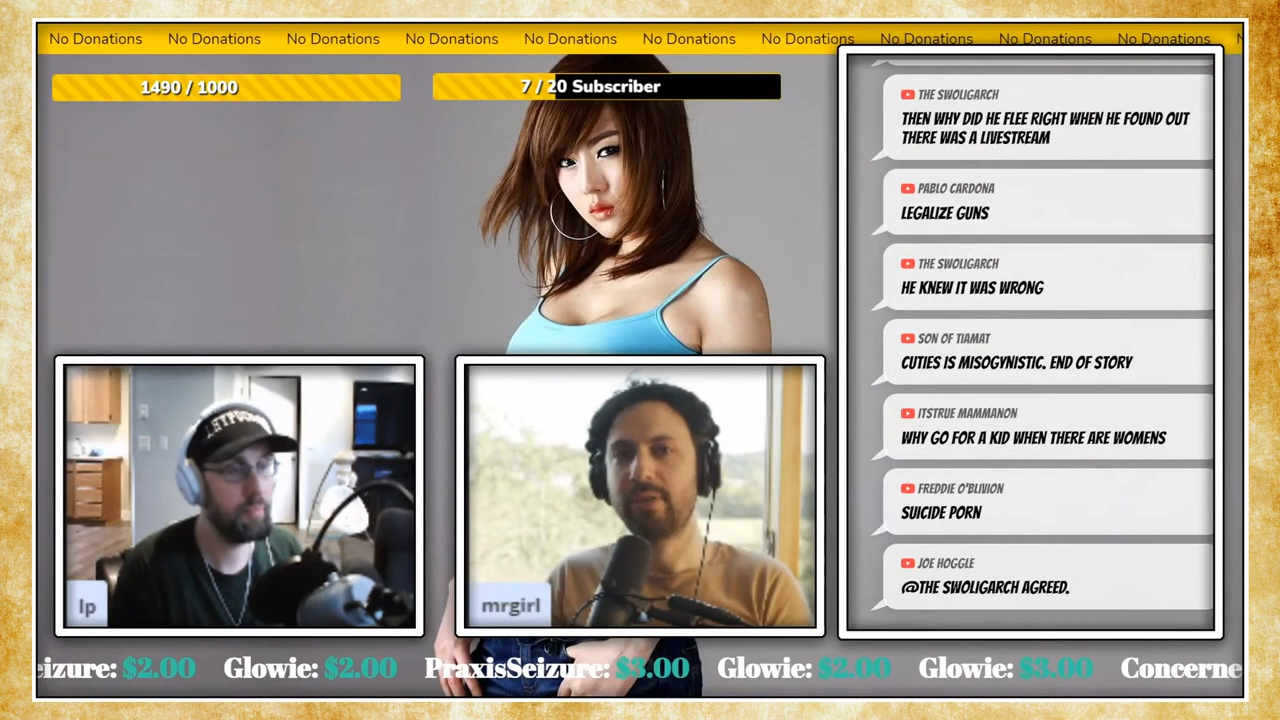 No Donations No Donations No Donations No Donations No Donations No Donations No Donations No Donations No Donations No Donations
1490 / 1000
7 / 20 Subscriber
THE SWOLIGARCH
THEN WHY DID HE FLEE RIGHT WHEN HE FOUND OUT
THERE WAS A LIVESTREAM
PABLO CARDONA
LEGALIZE GUNS
THE SWOLIGARCH
HE KNEW IT WAS WRONG
SON OF TIAMAT
CUTIES IS MISOGYNISTIC. END OF STORY
ITSTRUE MAMMANON
WHY GO FOR A KID WHEN THERE ARE WOMENS
FREDDIE O'BLIVION
SUICIDE PORN
JOE HOGGLE
@THE SWOLIGARCH AGREED.
lp
mrgirl
eizure: $2.00 Glowie: $2.00 PraxisSeizure: $3.00 Glowie: $2.00 Glowie: $3.00 Concerne